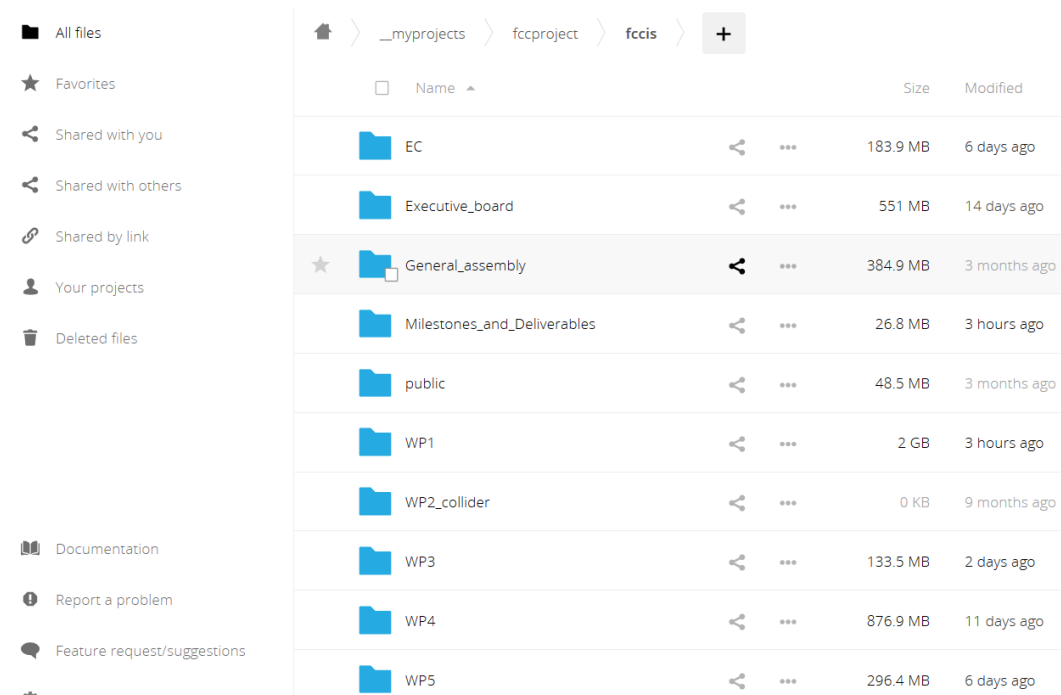 All files
Favorites
Shared with you
Shared with others
Shared by link
Your projects
Deleted files
Documentation
Report a problem
Feature request/suggestions
__myprojects fccproject fccis +
Name Size Modified
EC 183.9 MB 6 days ago
Executive_board 551 MB 14 days ago
General_assembly 384.9 MB 3 months ago
Milestones_and_Deliverables 26.8 MB 3 hours ago
public 48.5 MB 3 months ago
WP1 2 GB 3 hours ago
WP2_collider 0 KB 9 months ago
WP3 133.5 MB 2 days ago
WP4 876.9 MB 11 days ago
WP5 296.4 MB 6 days ago